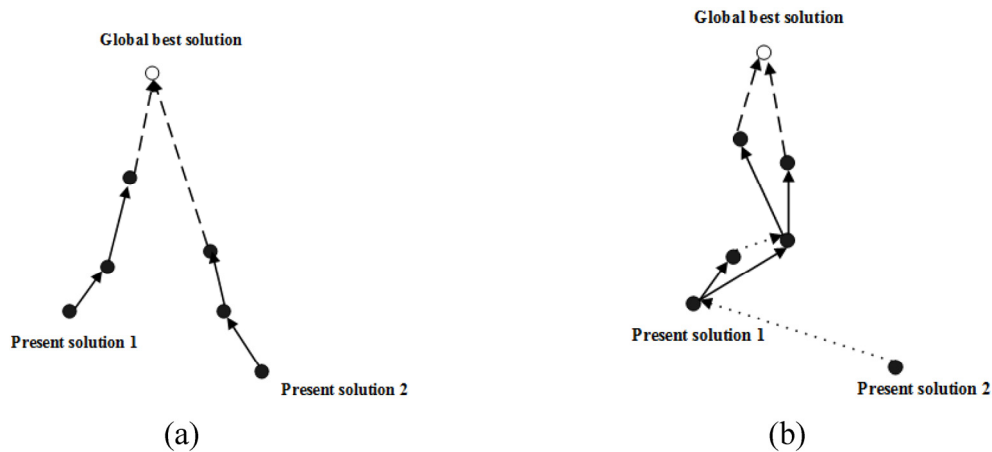 Global best solution
Present solution 1
Present solution 2
(a)
Global best solution
Present solution 1
Present solution 2
(b)